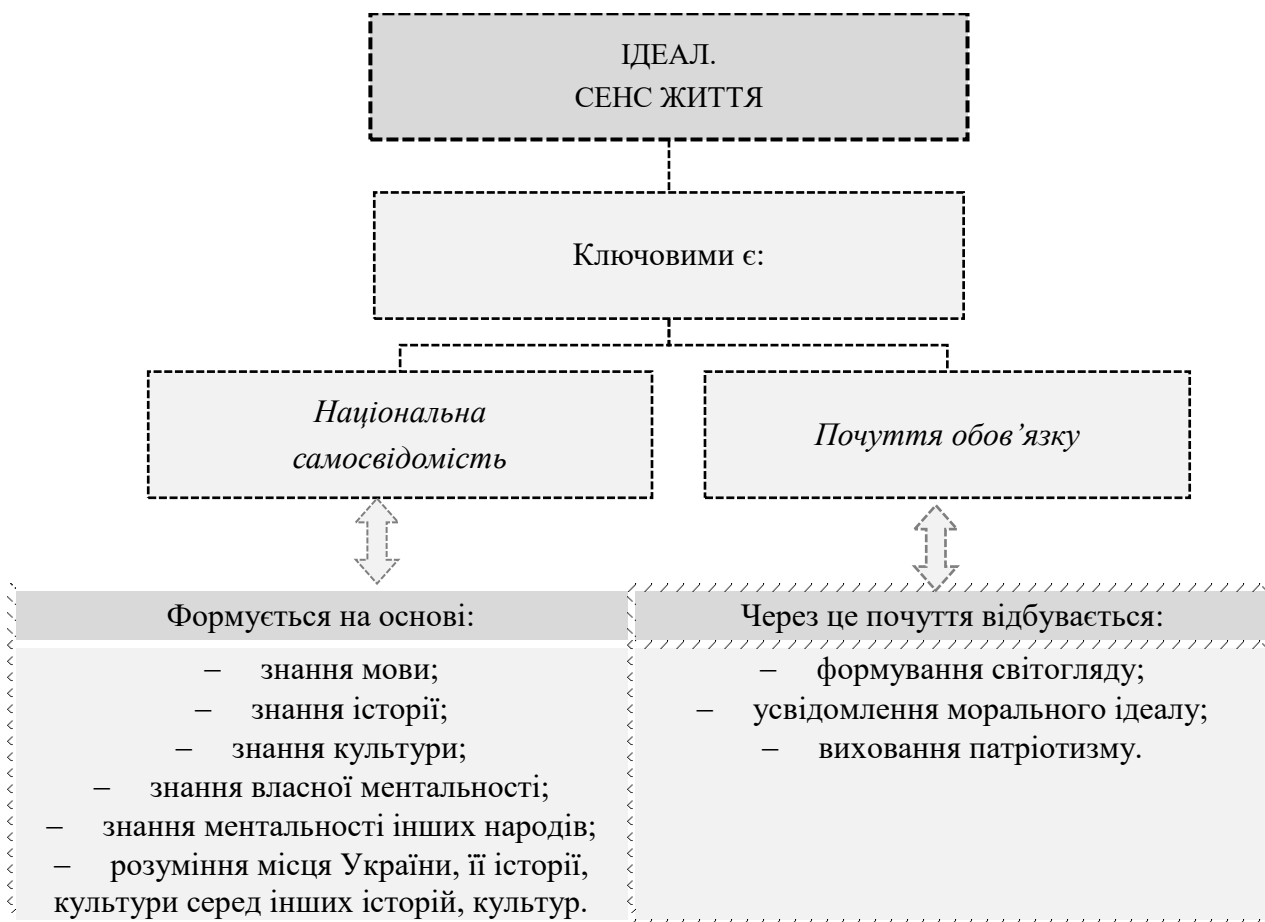 ІДЕАЛ.
СЕНС ЖИТТЯ
Ключовими є:
Національна
самосвідомість
Почуття обов’язку
Формується на основі:
– знання мови;
– знання історії;
– знання культури;
– знання власної ментальності;
– знання ментальності інших народів;
– розуміння місця України, її історії,
культури серед інших історій, культур.
Через це почуття відбувається:
– формування світогляду;
– усвідомлення морального ідеалу;
– виховання патріотизму.